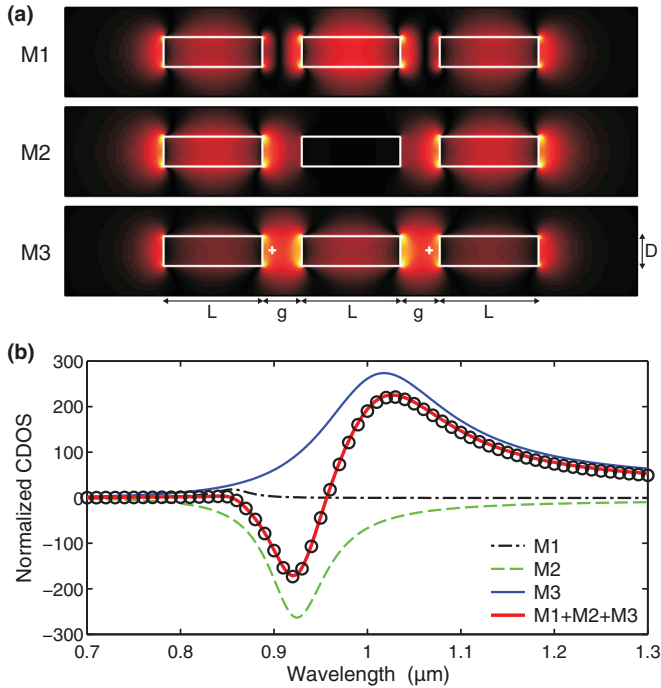 (a)
M1
M2
M3
D
L g L g L
(b)
Normalized CDOS
300
200
100
0
−100
−200
−300
M1
M2
M3
M1+M2+M3
0.7 0.8 0.9 1 1.1 1.2 1.3
Wavelength (μm)